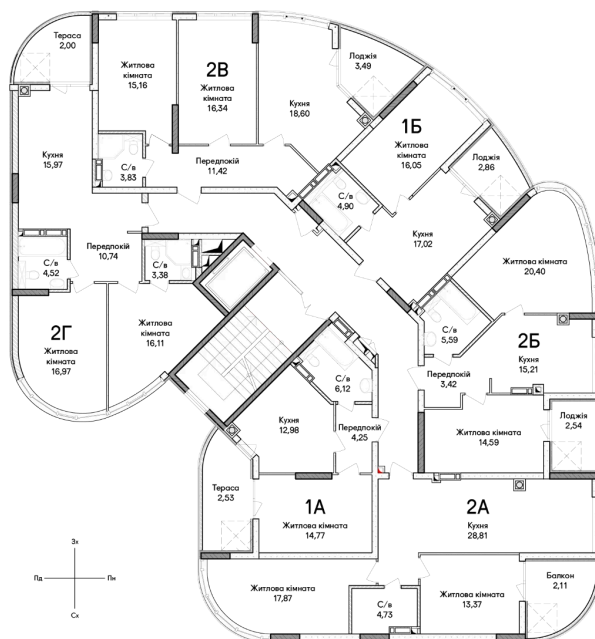 Тераса
2,00
Житлова
кімната
15,16
2В
Житлова
кімната
16,34
Кухня
18,60
Лоджія
3,49
1Б
Житлова
кімната
16,05
Лоджія
2,86
Кухня
15,97
С/в
3,83
Передпокій
11,42
С/в
4,90
Кухня
17,02
Житлова кімната
20,40
Передпокій
10,74
С/в
4,52
С/в
3,38
2Г
Житлова
кімната
16,97
Житлова
кімната
16,11
С/в
5,59
2Б
Кухня
15,21
С/в
6,12
Передпокій
3,42
Кухня
12,98
Передпокій
4,25
Житлова кімната
14,59
Лоджія
2,54
Тераса
2,53
1А
Житлова кімната
14,77
2А
Кухня
28,81
Житлова кімната
17,87
С/в
4,73
Житлова кімната
13,37
Балкон
2,11
Зх
Пд
Пн
Сх